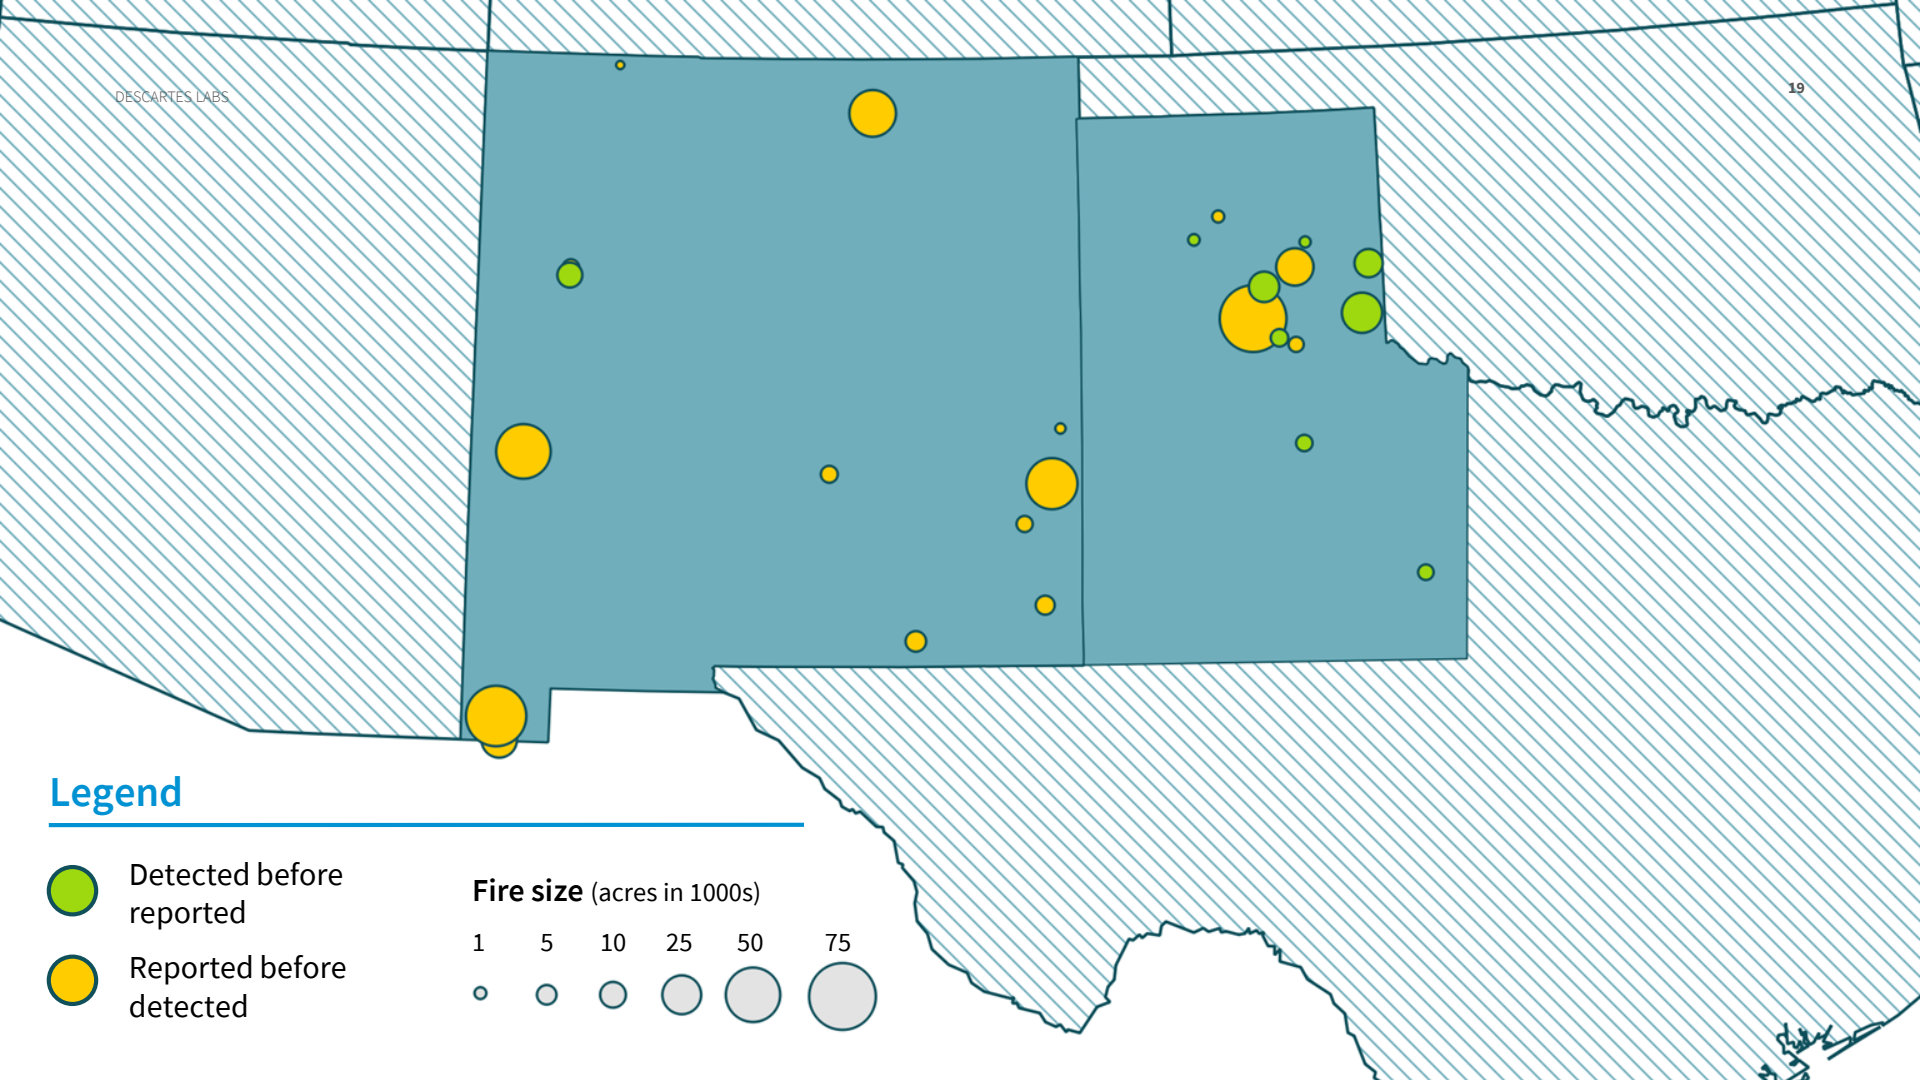 DESCARTES LABS
19
Legend
Detected before
reported
Reported before
detected
Fire size (acres in 1000s)
1 5 10 25 50 75